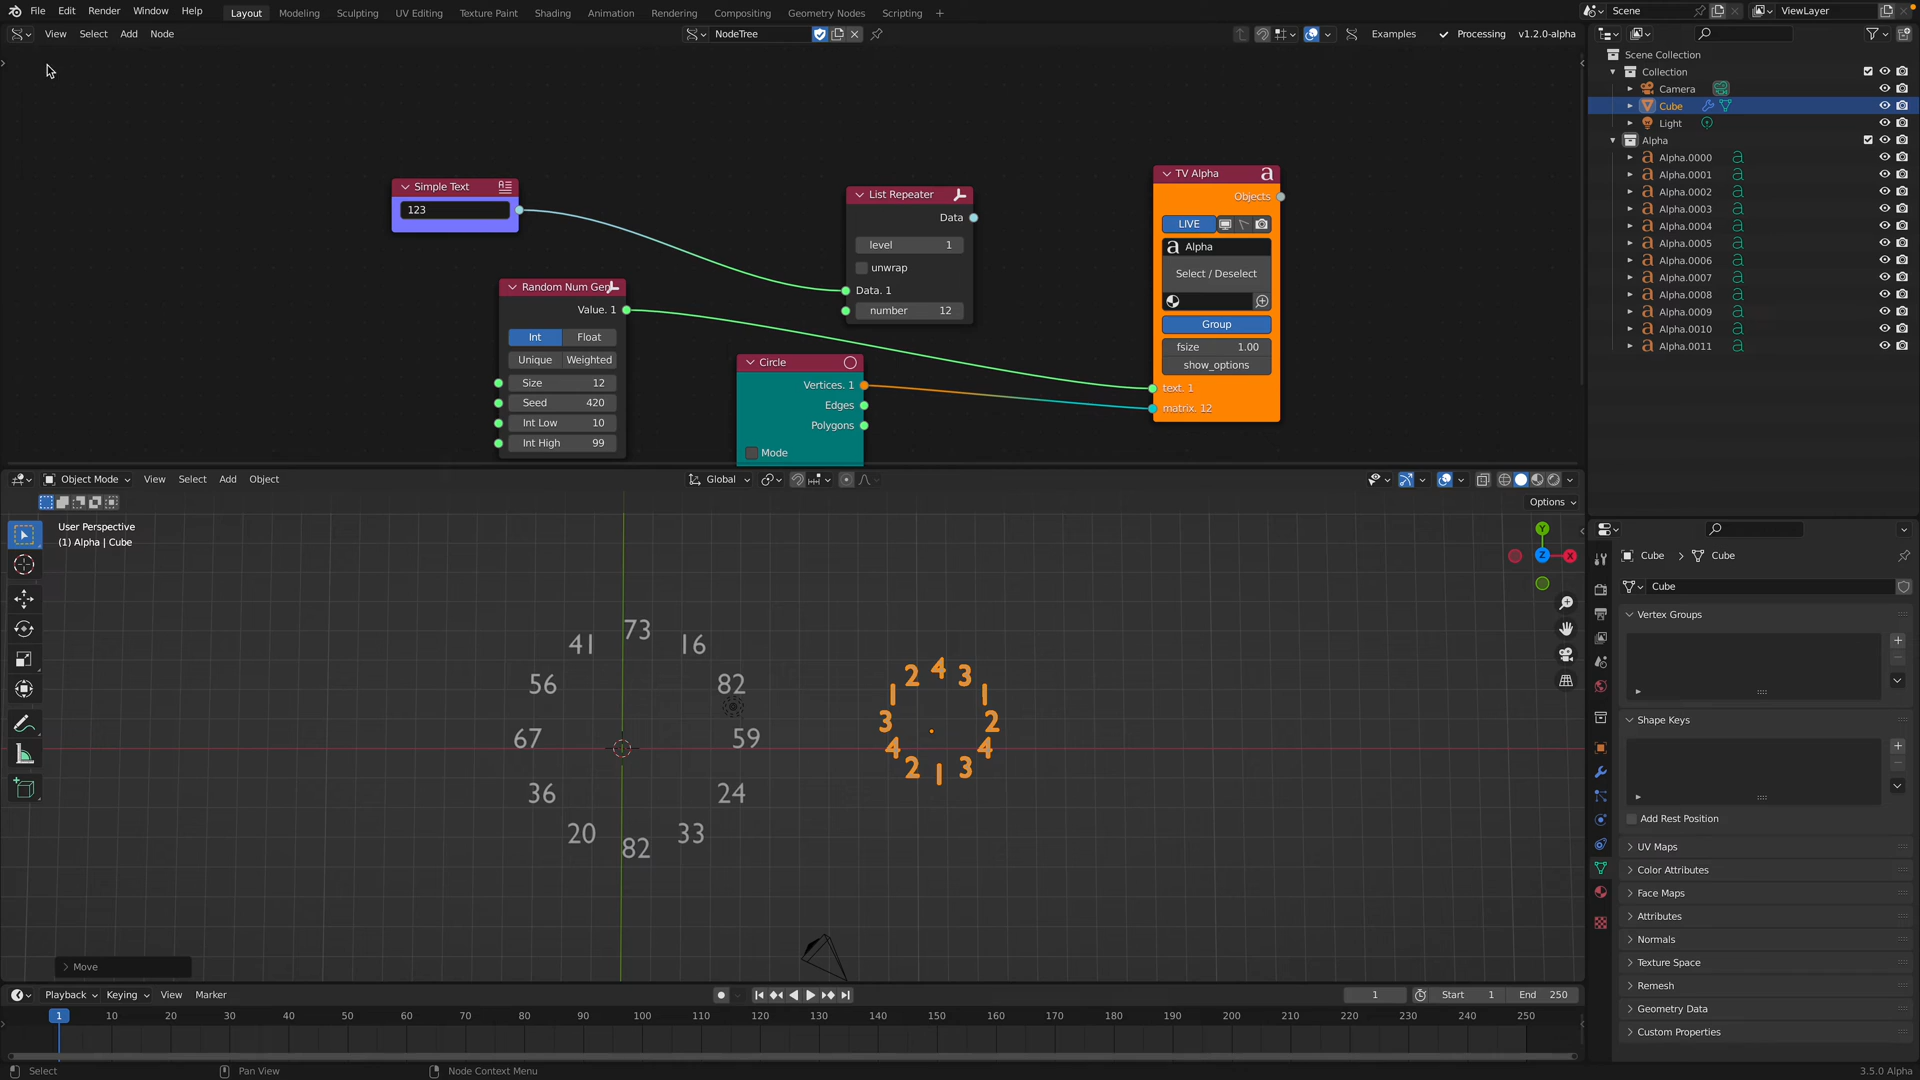 File Edit Render Window Help Layout Modeling Sculpting UV Editing Texture Paint Shading Animation Rendering Compositing Geometry Nodes Scripting + Scene ViewLayer
View Select Add Node NodeTree Examples Processing v1.2.0-alpha
Simple Text
123
Random Num Gen
Value. 1
Int Float
Unique Weighted
Size 12
Seed 420
Int Low 10
Int High 99
List Repeater
Data
level 1
unwrap
Data. 1
number 12
Circle
Vertices. 1
Edges
Polygons
Mode
TV Alpha
Objects
LIVE
Alpha
Select / Deselect
Group
fsize 1.00
show_options
text. 1
matrix. 12
Scene Collection
Collection
Camera
Cube
Light
Alpha
Alpha.0000
Alpha.0001
Alpha.0002
Alpha.0003
Alpha.0004
Alpha.0005
Alpha.0006
Alpha.0007
Alpha.0008
Alpha.0009
Alpha.0010
Alpha.0011
Object Mode View Select Add Object Global
Options
User Perspective
(1) Alpha | Cube
Y
Z X
73
41 16
56 82
67 59
36 24
20 33
82
2 4 3
1 1
3 2
4 4
2 1 3
Move
Cube Cube
Cube
Vertex Groups
Shape Keys
Add Rest Position
UV Maps
Color Attributes
Face Maps
Attributes
Normals
Texture Space
Remesh
Geometry Data
Custom Properties
Playback Keying View Marker 1 Start 1 End 250
1 10 20 30 40 50 60 70 80 90 100 110 120 130 140 150 160 170 180 190 200 210 220 230 240 250
Select Pan View Node Context Menu 3.5.0 Alpha